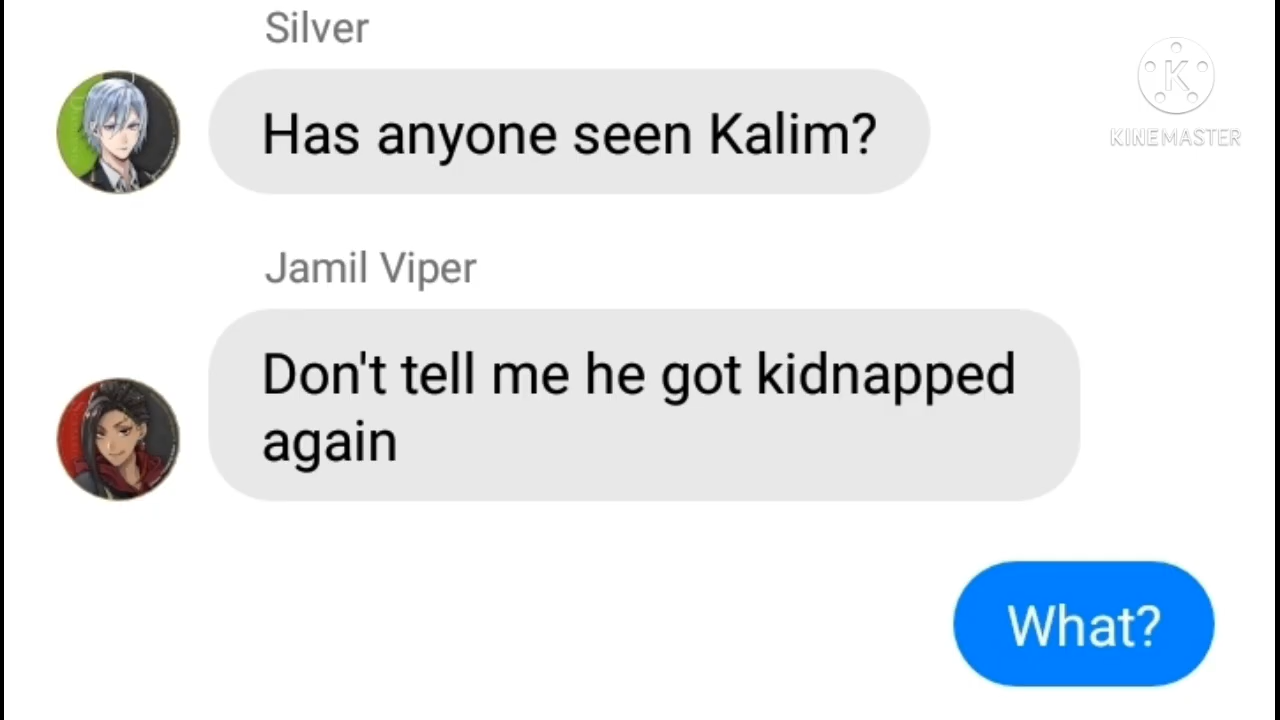 Silver
Has anyone seen Kalim?
K
KINEMASTER
Jamil Viper
Don't tell me he got kidnapped
again
What?